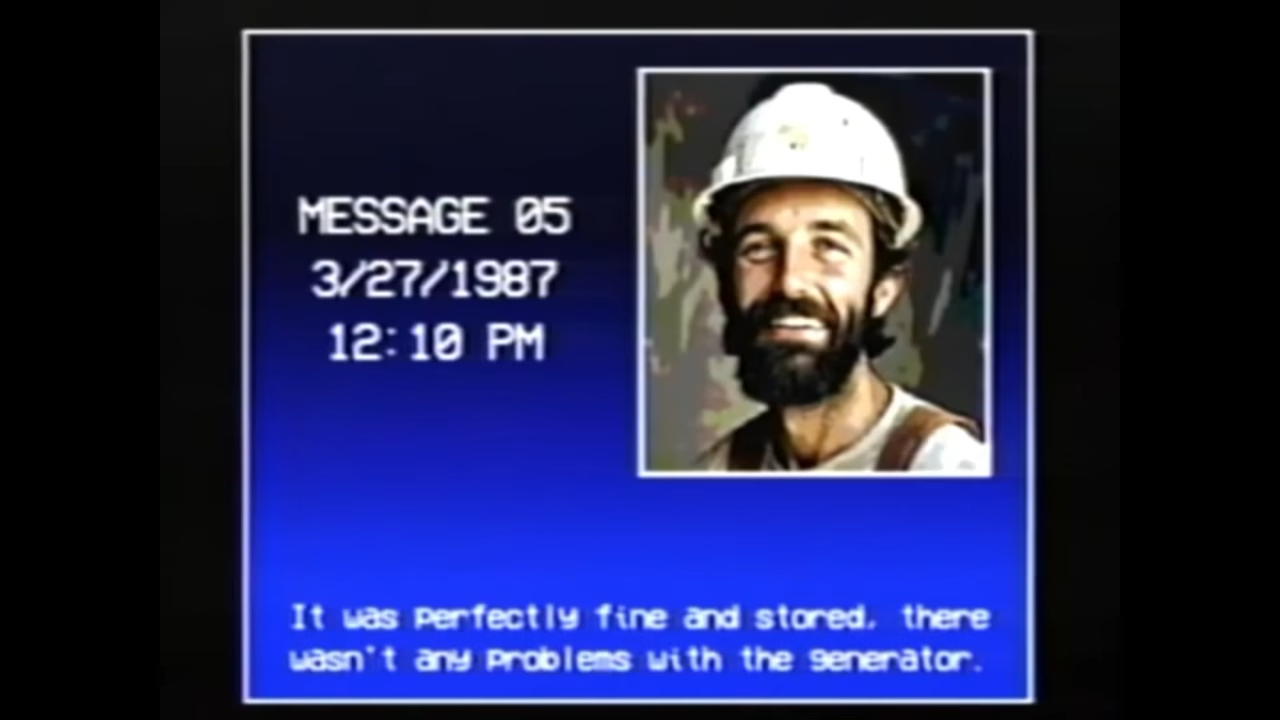 MESSAGE 05
3/27/1987
12:10 PM
It was perfectly fine and stored, there
wasn't any problems with the generator.